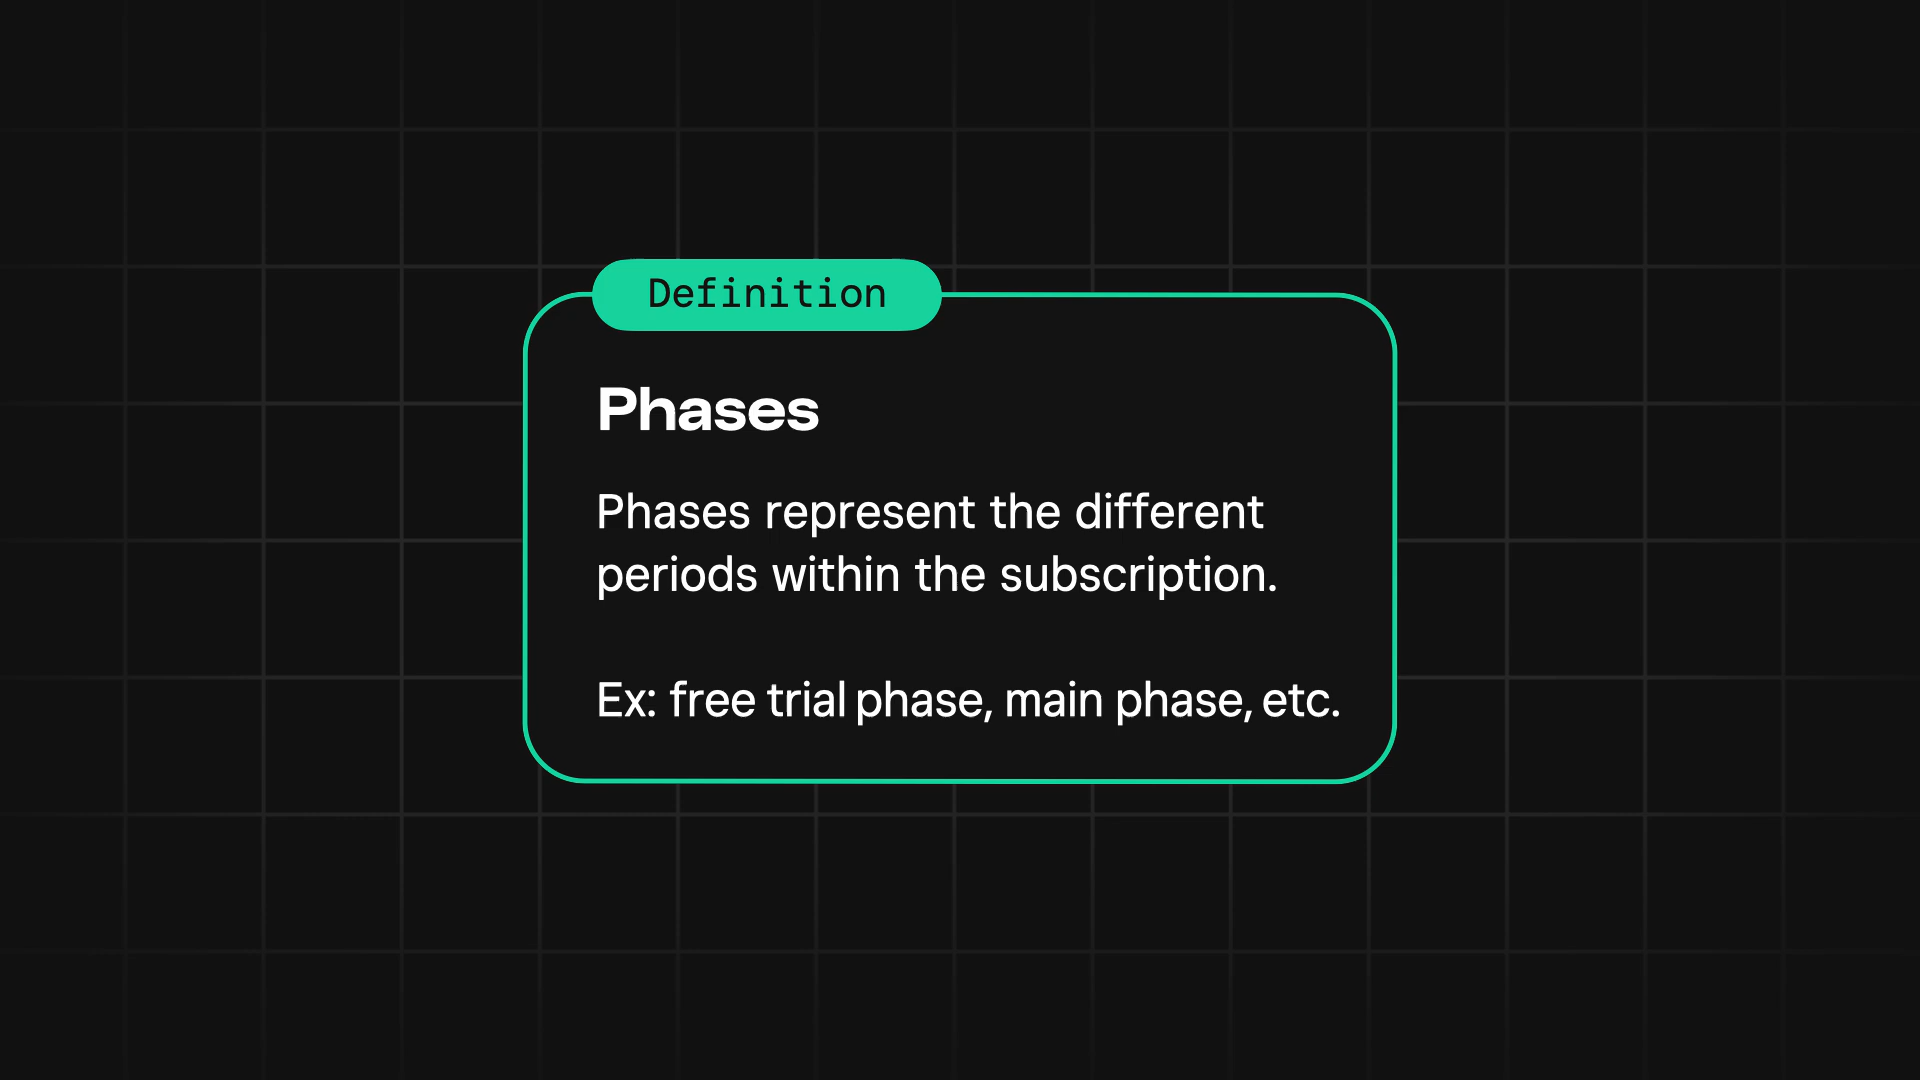 Definition
Phases
Phases represent the different
periods within the subscription.
Ex: free trial phase, main phase, etc.